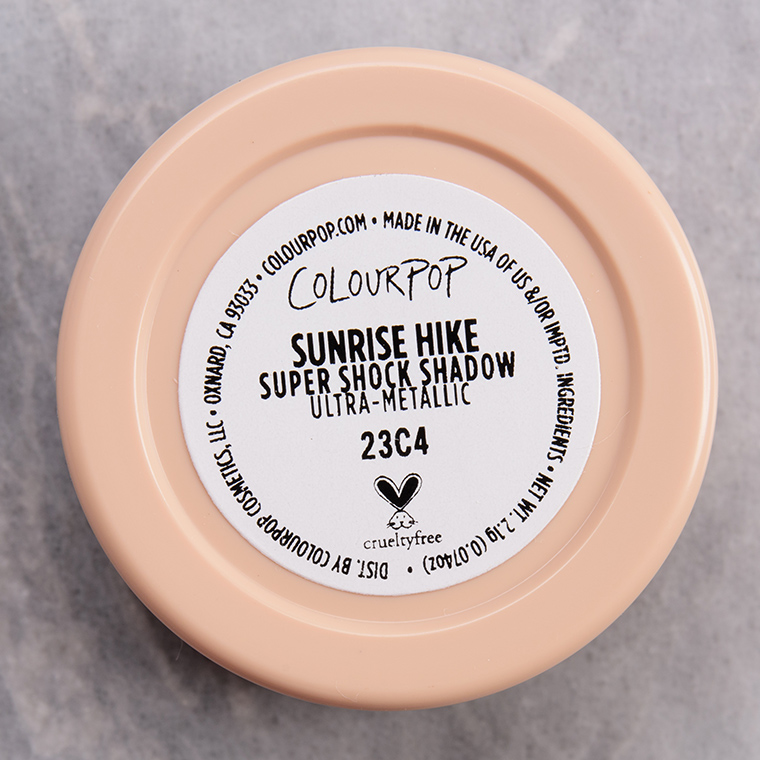 COLOURPOP
SUNRISE HIKE
SUPER SHOCK SHADOW
ULTRA-METALLIC
23C4
crueltyfree
DIST. BY COLOURPOP COSMETICS, LLC • OXNARD, CA 93033 • COLOURPOP.COM • MADE IN THE USA OF US &/OR IMPTD. INGREDIENTS • NET WT. 2.1g (0.074oz) •